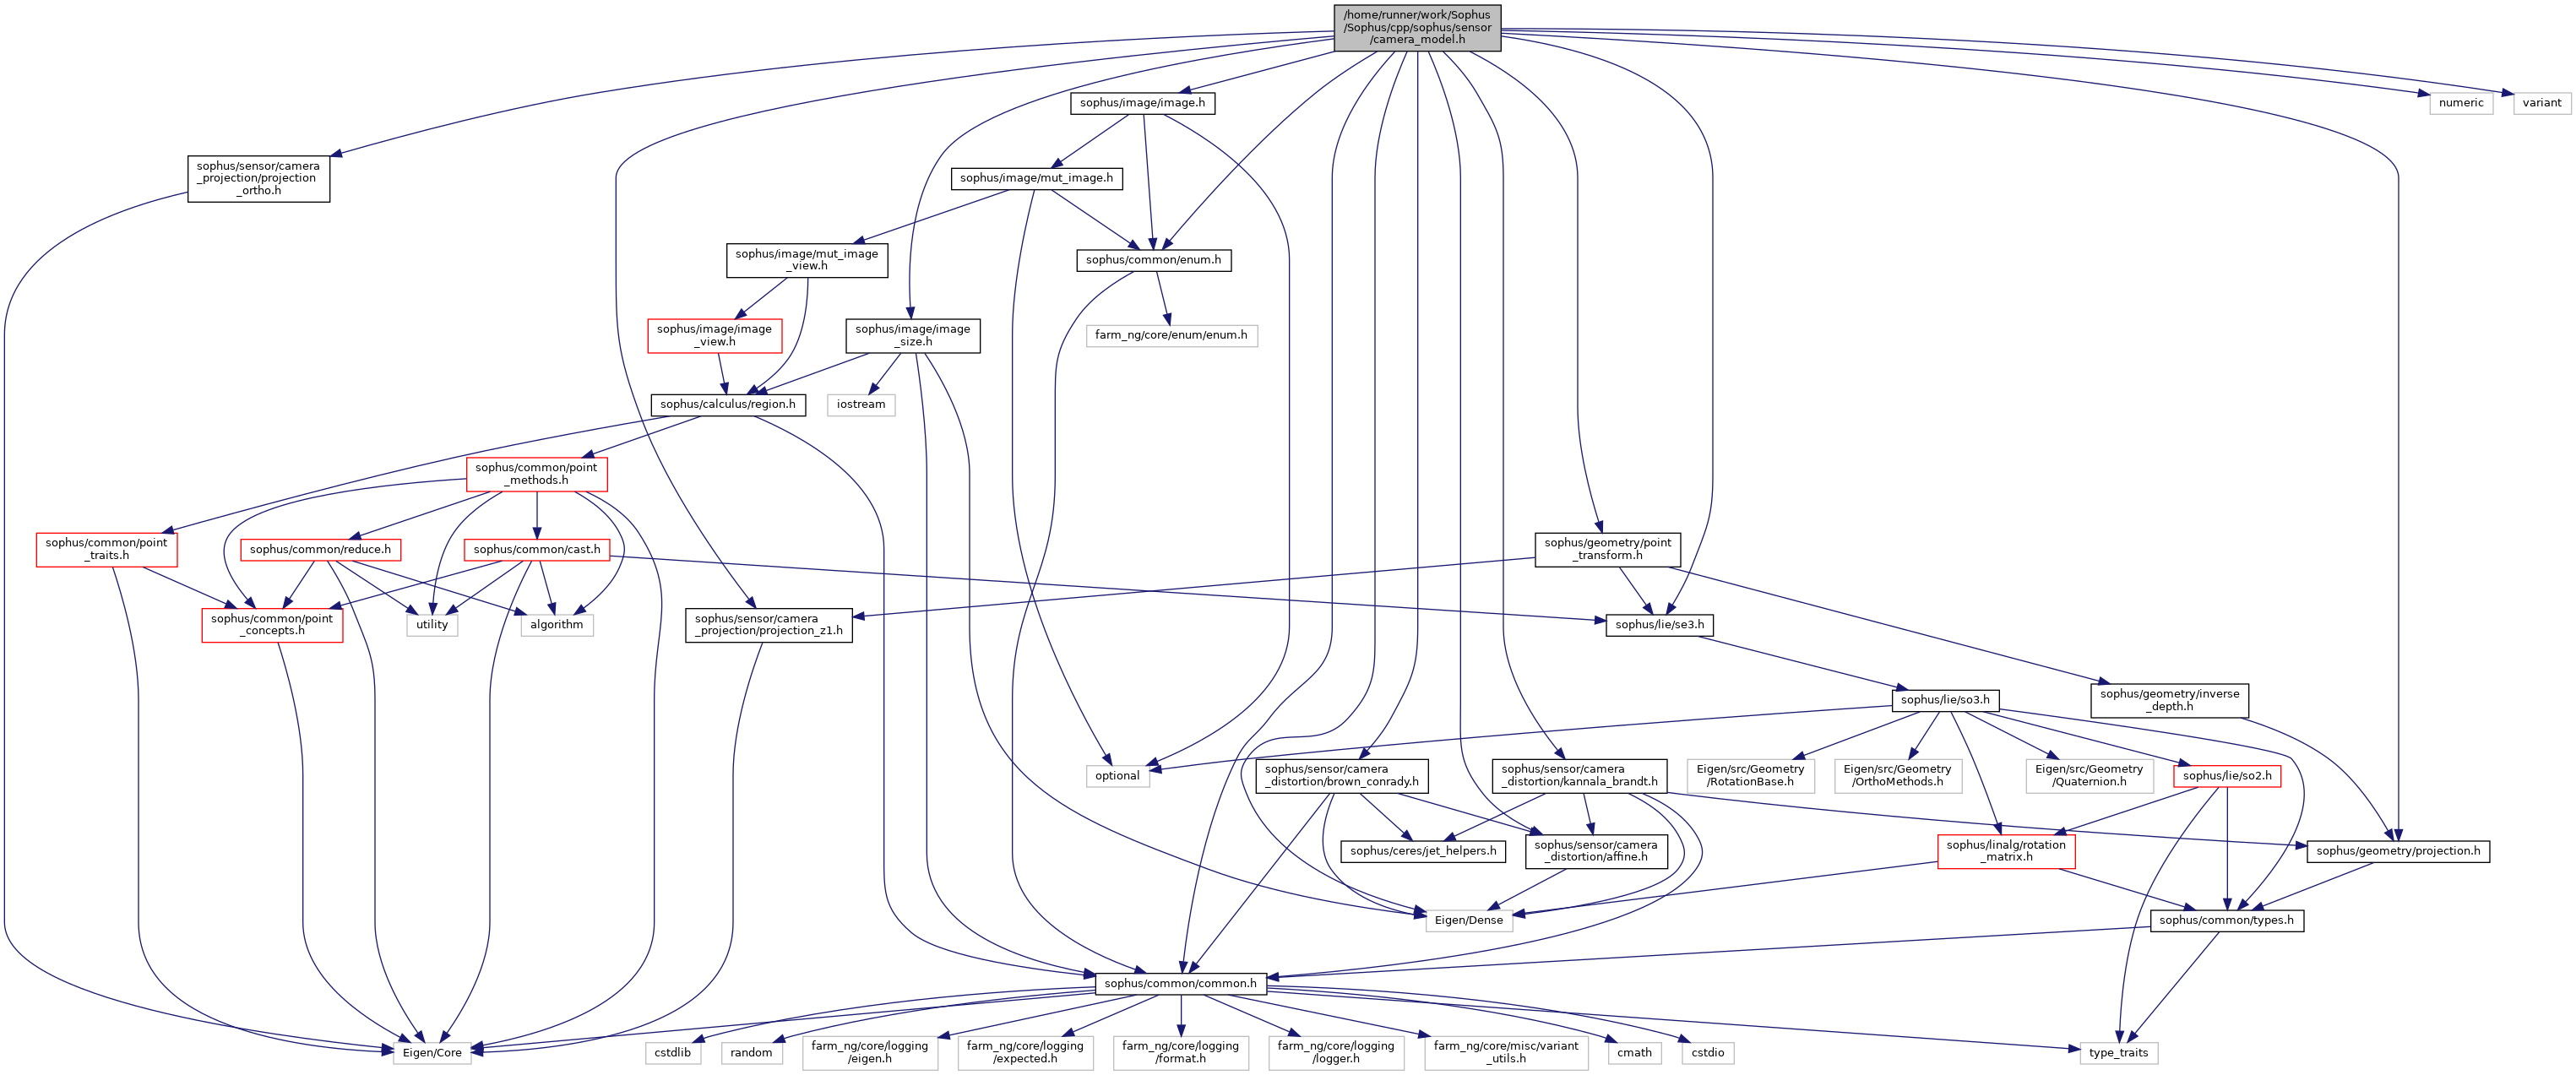 /home/runner/work/Sophus
/Sophus/cpp/sophus/sensor
/camera_model.h
sophus/image/image.h
numeric
variant
sophus/sensor/camera
_projection/projection
_ortho.h
sophus/image/mut_image.h
sophus/image/mut_image
_view.h
sophus/common/enum.h
sophus/image/image
_view.h
sophus/image/image
_size.h
farm_ng/core/enum/enum.h
sophus/calculus/region.h
iostream
sophus/common/point
_methods.h
sophus/common/point
_traits.h
sophus/common/reduce.h
sophus/common/cast.h
sophus/geometry/point
_transform.h
sophus/common/point
_concepts.h
utility
algorithm
sophus/sensor/camera
_projection/projection_z1.h
sophus/lie/se3.h
sophus/lie/so3.h
sophus/geometry/inverse
_depth.h
optional
sophus/sensor/camera
_distortion/brown_conrady.h
sophus/sensor/camera
_distortion/kannala_brandt.h
Eigen/src/Geometry
/RotationBase.h
Eigen/src/Geometry
/OrthoMethods.h
Eigen/src/Geometry
/Quaternion.h
sophus/lie/so2.h
sophus/ceres/jet_helpers.h
sophus/sensor/camera
_distortion/affine.h
sophus/linalg/rotation
_matrix.h
sophus/geometry/projection.h
Eigen/Dense
sophus/common/types.h
sophus/common/common.h
Eigen/Core
cstdlib
random
farm_ng/core/logging
/eigen.h
farm_ng/core/logging
/expected.h
farm_ng/core/logging
/format.h
farm_ng/core/logging
/logger.h
farm_ng/core/misc/variant
_utils.h
cmath
cstdio
type_traits